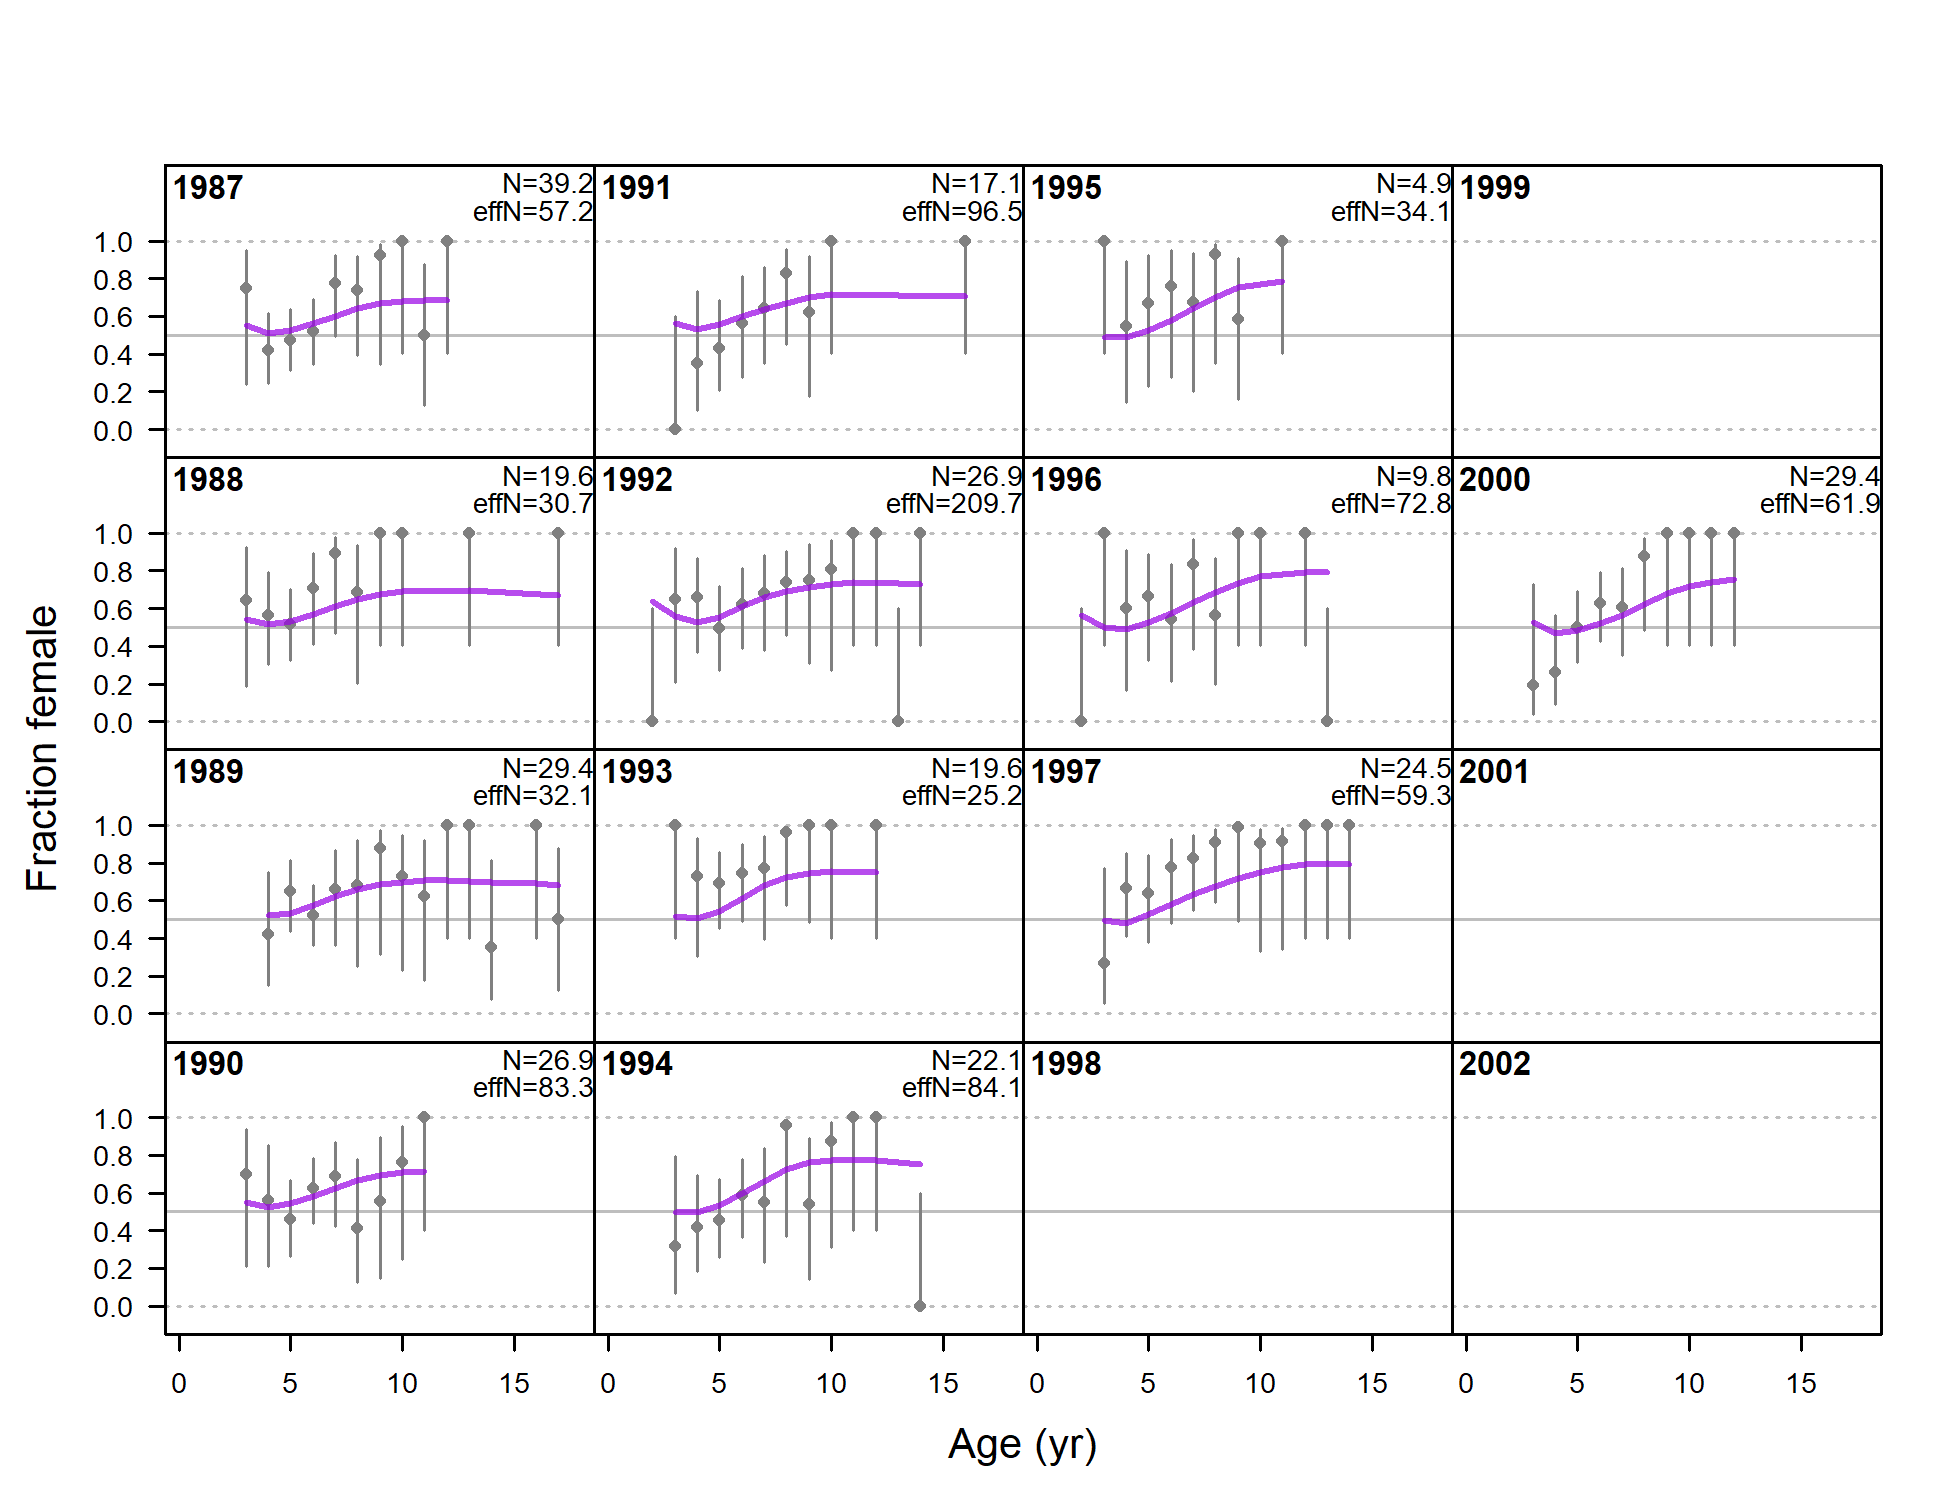 1987
N=39.2
effN=57.2
1991
N=17.1
effN=96.5
1995
N=4.9
effN=34.1
1999
1.0
0.8
0.6
0.4
0.2
0.0
1988
N=19.6
effN=30.7
1992
N=26.9
effN=209.7
1996
N=9.8
effN=72.8
2000
N=29.4
effN=61.9
1.0
0.8
0.6
0.4
0.2
0.0
1989
N=29.4
effN=32.1
1993
N=19.6
effN=25.2
1997
N=24.5
effN=59.3
2001
1.0
0.8
0.6
0.4
0.2
0.0
1990
N=26.9
effN=83.3
1994
N=22.1
effN=84.1
1998
2002
1.0
0.8
0.6
0.4
0.2
0.0
0 5 10 15 0 5 10 15 0 5 10 15 0 5 10 15
Age (yr)
Fraction female